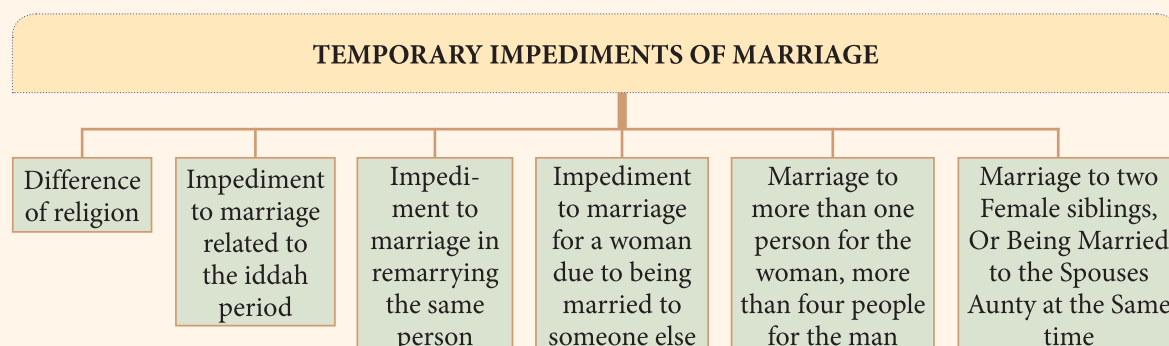 TEMPORARY IMPEDIMENTS OF MARRIAGE
Difference
of religion
Impediment
to marriage
related to
the iddah
period
Impedi-
ment to
marriage in
remarrying
the same
person
Impediment
to marriage
for a woman
due to being
married to
someone else
Marriage to
more than one
person for the
woman, more
than four people
for the man
Marriage to two
Female siblings,
Or Being Married
to the Spouses
Aunty at the Same
time